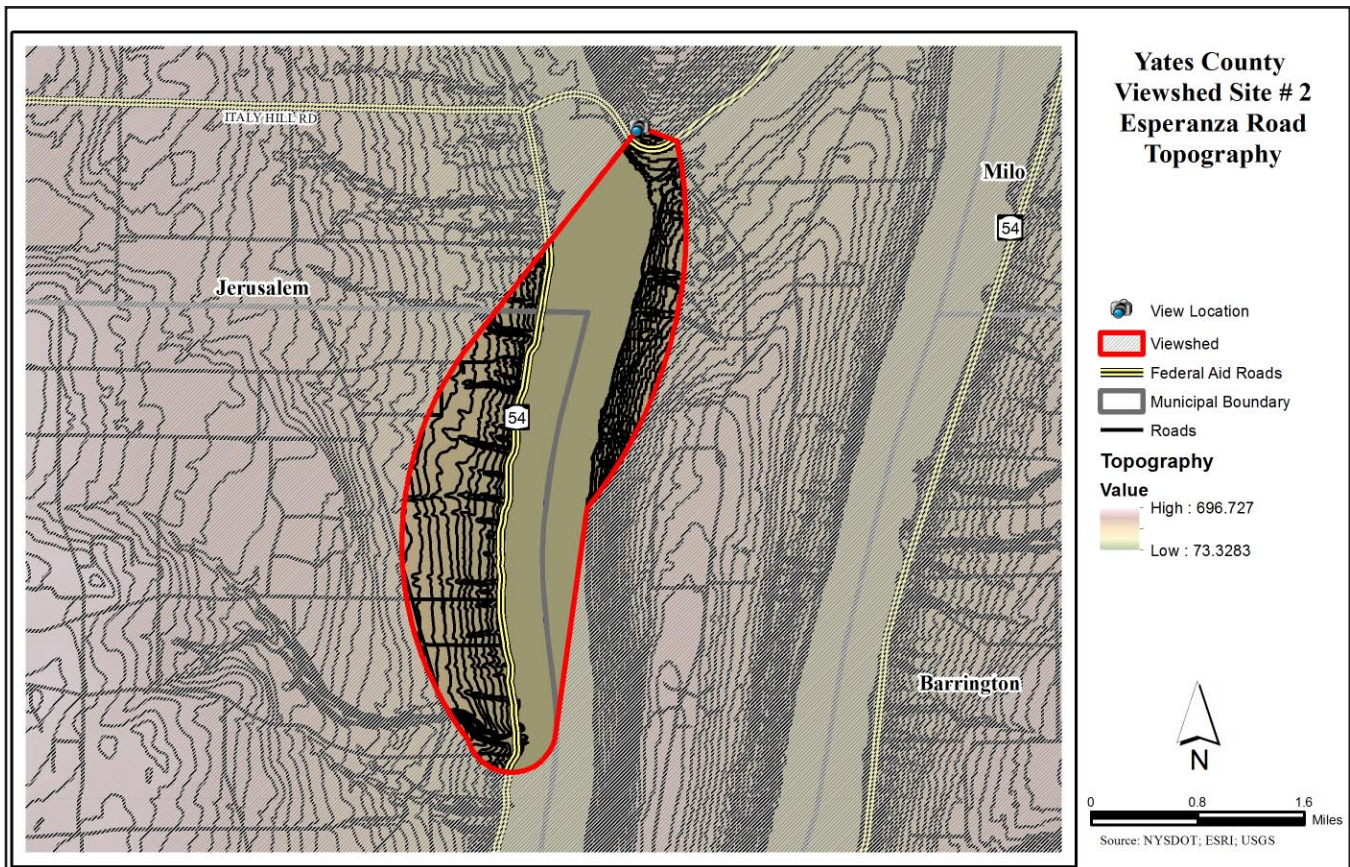 Yates County
Viewshed Site # 2
Esperanza Road
Topography
ITALY HILL RD
Milo
54
Jerusalem
54
Barrington
View Location
Viewshed
Federal Aid Roads
Municipal Boundary
Roads
Topography
Value
High : 696.727
Low : 73.3283
N
0 0.8 1.6
Miles
Source: NYSDOT; ESRI; USGS